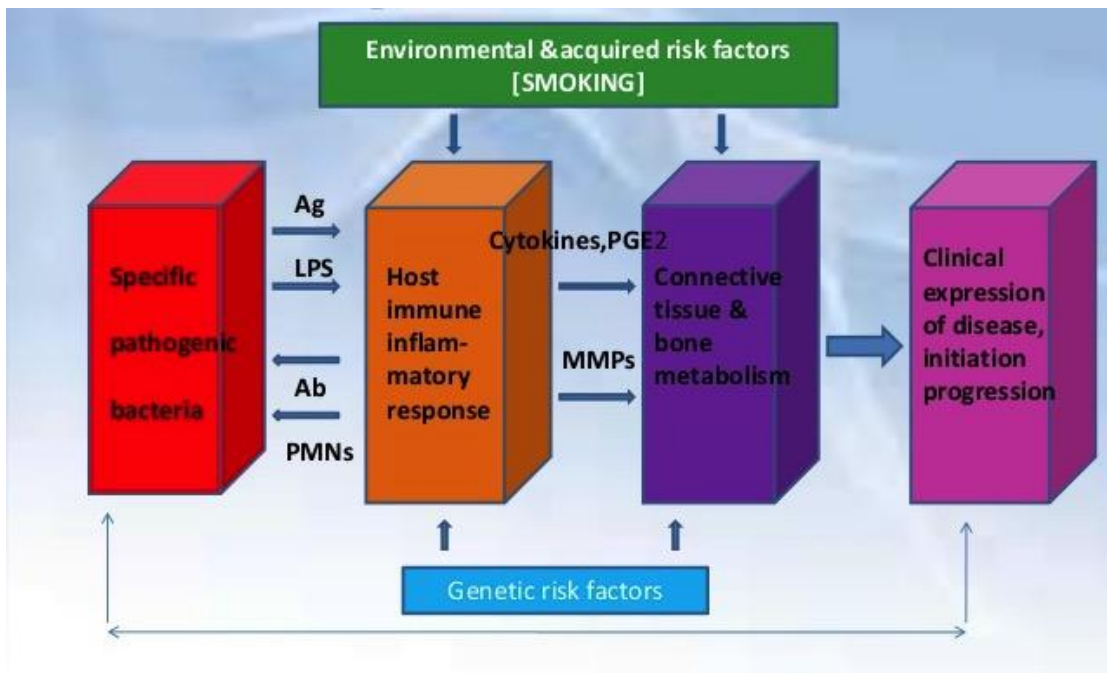 Environmental &acquired risk factors
[SMOKING]
Specific
pathogenic
bacteria
Ag
LPS
Ab
PMNs
Host
immune
inflam-
matory
response
Cytokines,PGE2
MMPs
Connective
tissue &
bone
metabolism
Clinical
expression
of disease,
initiation
progression
Genetic risk factors